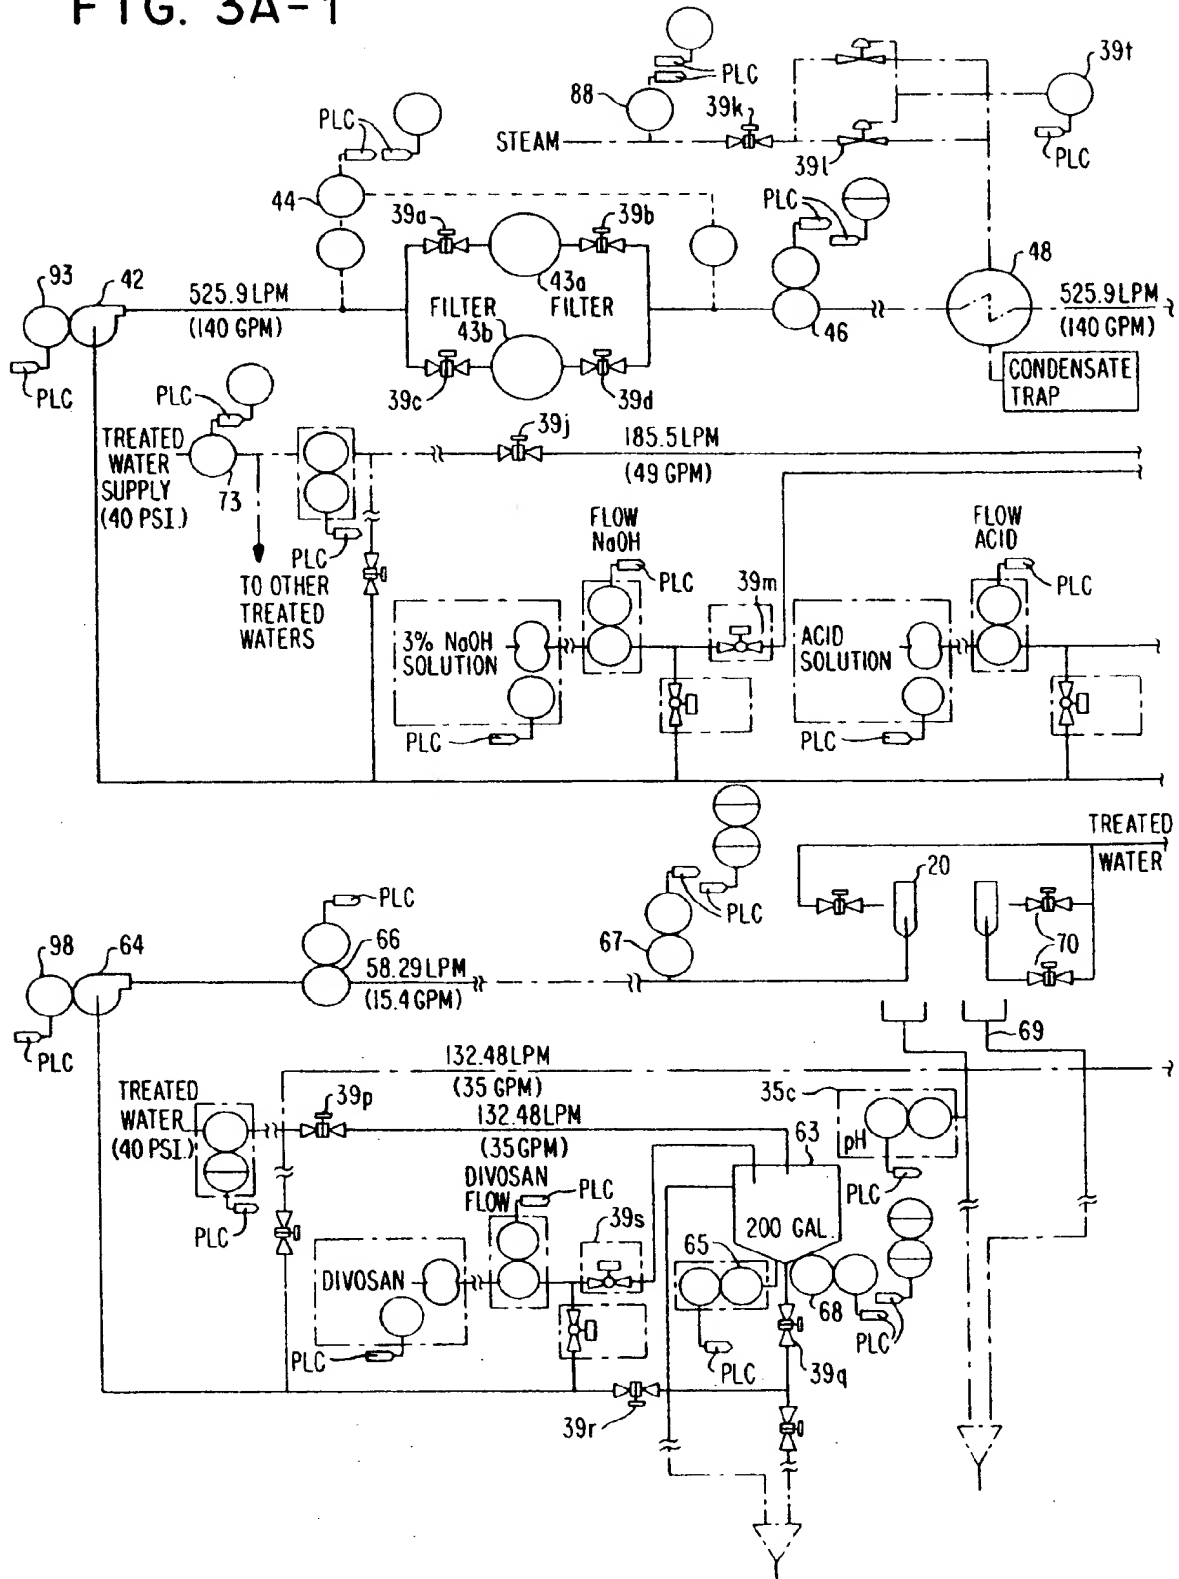 FIG. 3A-1
PLC
88
39k
39t
PLC
STEAM
39l
PLC
PLC
44
39a
39b
PLC
48
93
42
525.9 LPM
(140 GPM)
43a
FILTER
FILTER
43b
46
525.9 LPM
(140 GPM)
PLC
39c
39d
CONDENSATE
TRAP
PLC
39j
185.5 LPM
(49 GPM)
TREATED
WATER
SUPPLY
(40 PSI.)
73
PLC
TO OTHER
TREATED
WATERS
FLOW
NaOH
PLC
39m
FLOW
ACID
PLC
3% NaOH
SOLUTION
ACID
SOLUTION
PLC
PLC
TREATED
WATER
20
PLC
PLC
67
70
98
64
66
58.29 LPM
(15.4 GPM)
PLC
69
132.48 LPM
(35 GPM)
TREATED
WATER
(40 PSI.)
39p
132.48 LPM
(35 GPM)
35c
pH
63
DIVOSAN
FLOW
PLC
PLC
PLC
39s
200 GAL.
65
DIVOSAN
68
PLC
PLC
PLC
39q
39r